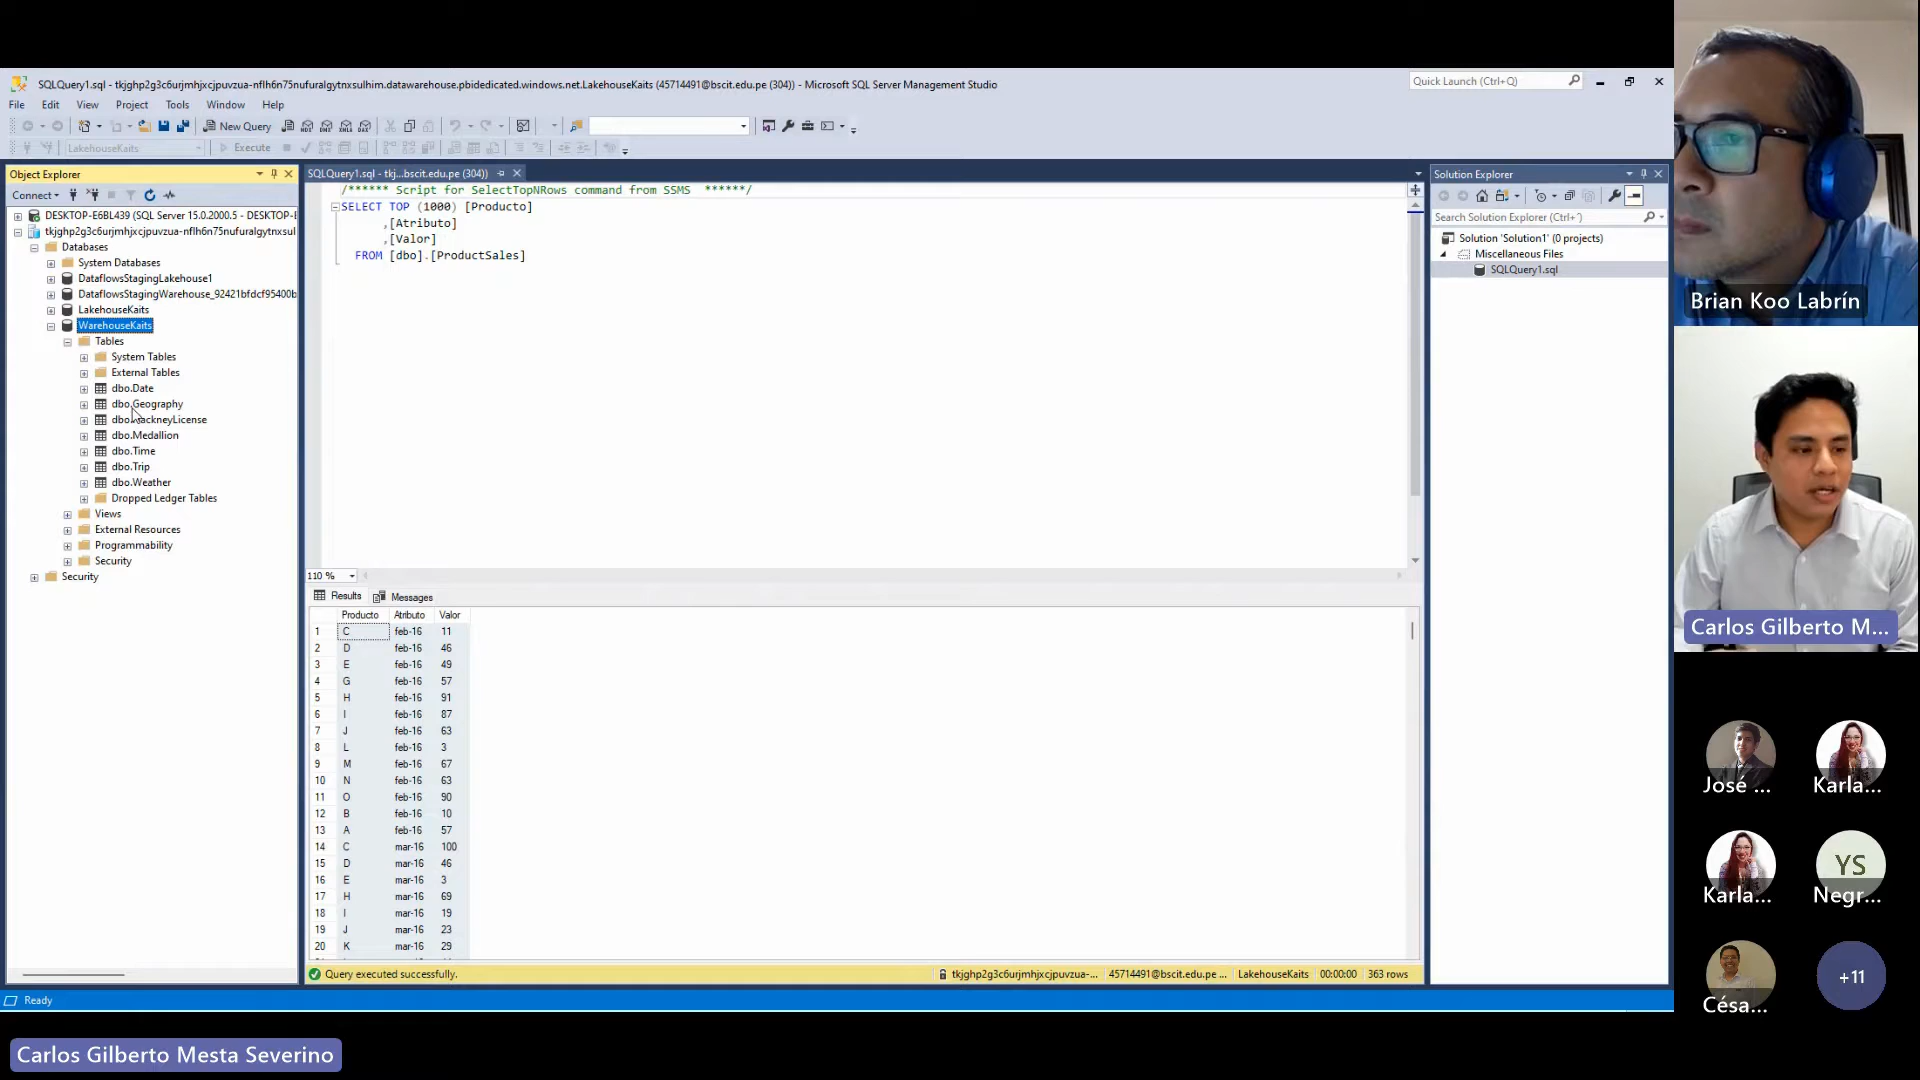 SQLQuery1.sql - tkjghp2g3c6urjmhjxcjpuvzua-nflh6n75nufuralgytnxsulhim.datawarehouse.pbidedicated.windows.net.LakehouseKaits (45714491@bscit.edu.pe (304)) - Microsoft SQL Server Management Studio
Quick Launch (Ctrl+Q)
File Edit View Project Tools Window Help
New Query
LakehouseKaits Execute
Object Explorer
Connect
DESKTOP-E6BL439 (SQL Server 15.0.2000.5 - DESKTOP-E
tkjghp2g3c6urjmhjxcjpuvzua-nflh6n75nufuralgytnxsul
Databases
System Databases
DataflowsStagingLakehouse1
DataflowsStagingWarehouse_92421bfdcf95400b
LakehouseKaits
WarehouseKaits
Tables
System Tables
External Tables
dbo.Date
dbo.Geography
dbo.HackneyLicense
dbo.Medallion
dbo.Time
dbo.Trip
dbo.Weather
Dropped Ledger Tables
Views
External Resources
Programmability
Security
Security
SQLQuery1.sql - tkj...bscit.edu.pe (304))
/****** Script for SelectTopNRows command from SSMS ******/
SELECT TOP (1000) [Producto]
,[Atributo]
,[Valor]
FROM [dbo].[ProductSales]
110 %
Results Messages
Producto Atributo Valor
1 C feb-16 11
2 D feb-16 46
3 E feb-16 49
4 G feb-16 57
5 H feb-16 91
6 I feb-16 87
7 J feb-16 63
8 L feb-16 3
9 M feb-16 67
10 N feb-16 63
11 O feb-16 90
12 B feb-16 10
13 A feb-16 57
14 C mar-16 100
15 D mar-16 46
16 E mar-16 3
17 H mar-16 69
18 I mar-16 19
19 J mar-16 23
20 K mar-16 29
Query executed successfully.
tkjghp2g3c6urjmhjxcjpuvzua-... 45714491@bscit.edu.pe ... LakehouseKaits 00:00:00 363 rows
Ready
Solution Explorer
Search Solution Explorer (Ctrl+´)
Solution 'Solution1' (0 projects)
Miscellaneous Files
SQLQuery1.sql
Brian Koo Labrín
Carlos Gilberto M...
José ...
Karla...
Karla...
YS
Negr...
Césa...
+11
Carlos Gilberto Mesta Severino